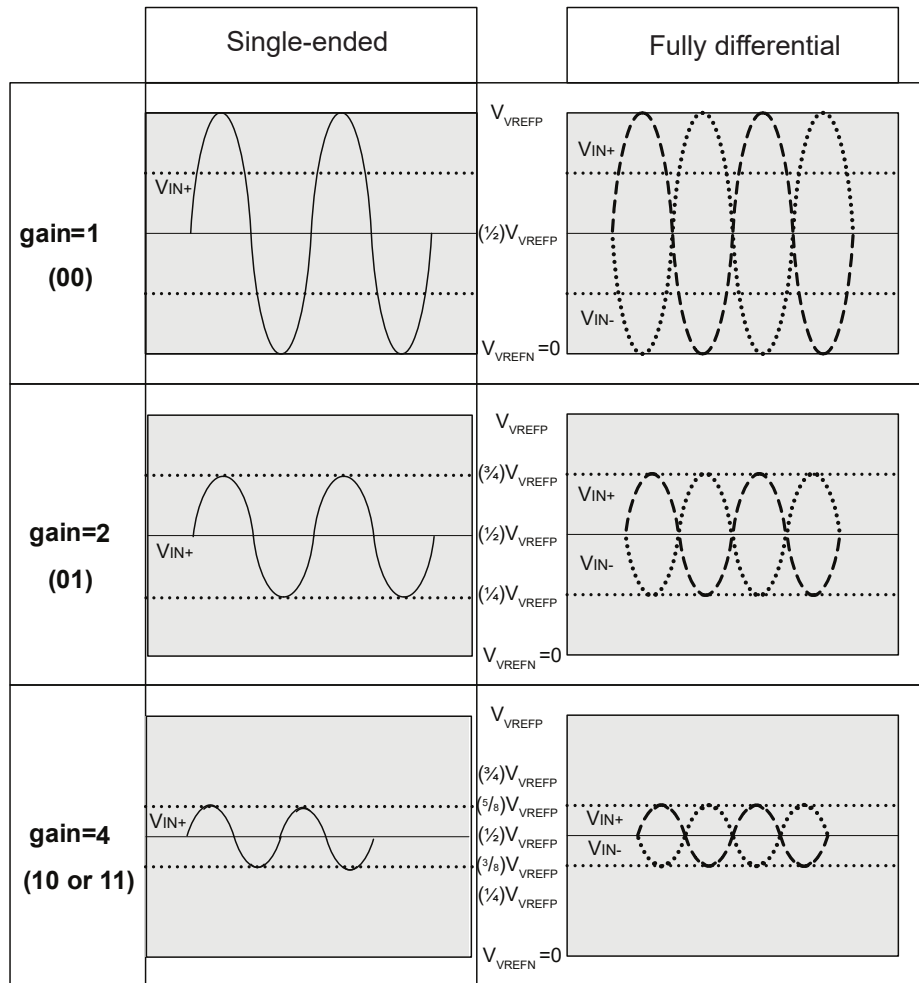 Single-ended
Fully differential
gain=1
(00)
VIN+
V_VREFP
(½)V_VREFP
V_VREFN =0
VIN+
VIN-
gain=2
(01)
VIN+
V_VREFP
(¾)V_VREFP
(½)V_VREFP
(¼)V_VREFP
V_VREFN =0
VIN+
VIN-
gain=4
(10 or 11)
VIN+
V_VREFP
(¾)V_VREFP
(⁵/₈)V_VREFP
(½)V_VREFP
(³/₈)V_VREFP
(¼)V_VREFP
V_VREFN =0
VIN+
VIN-